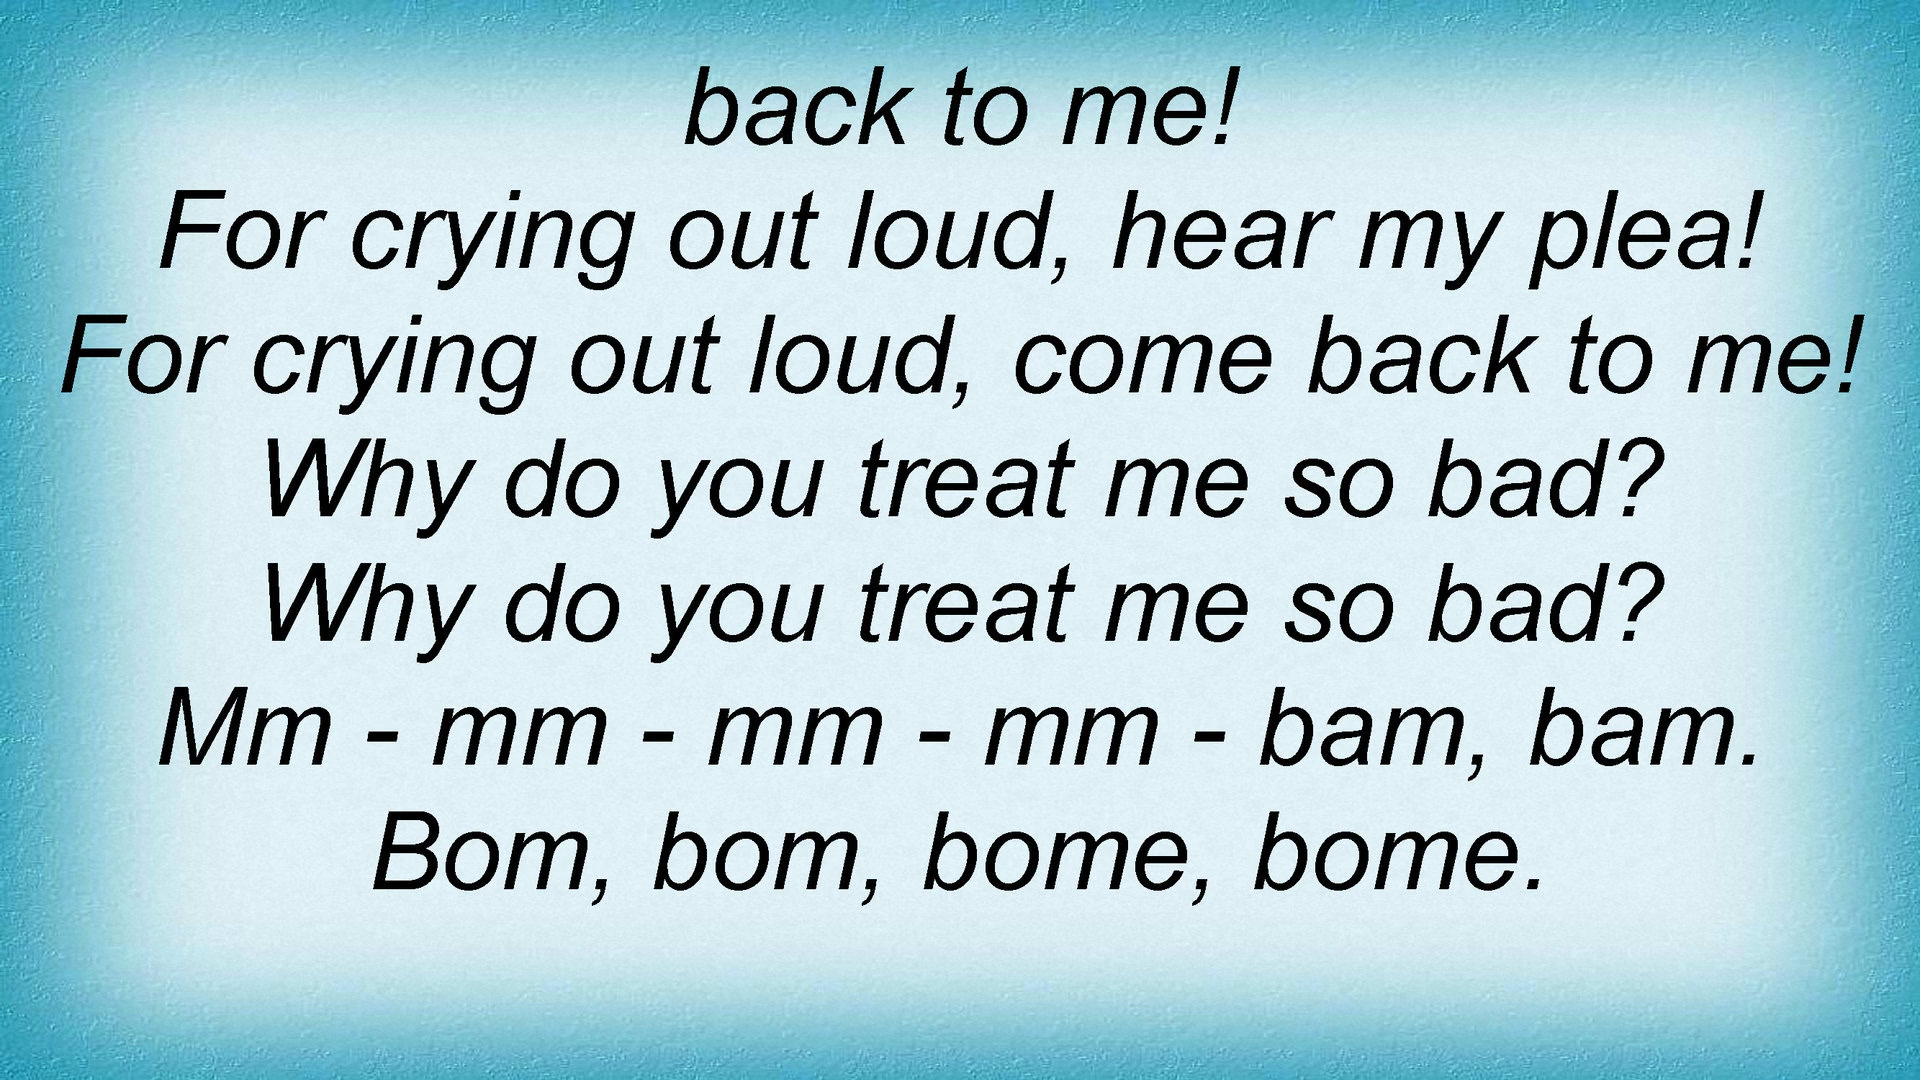 back to me!
For crying out loud, hear my plea!
For crying out loud, come back to me!
Why do you treat me so bad?
Why do you treat me so bad?
Mm - mm - mm - mm - bam, bam.
Bom, bom, bome, bome.